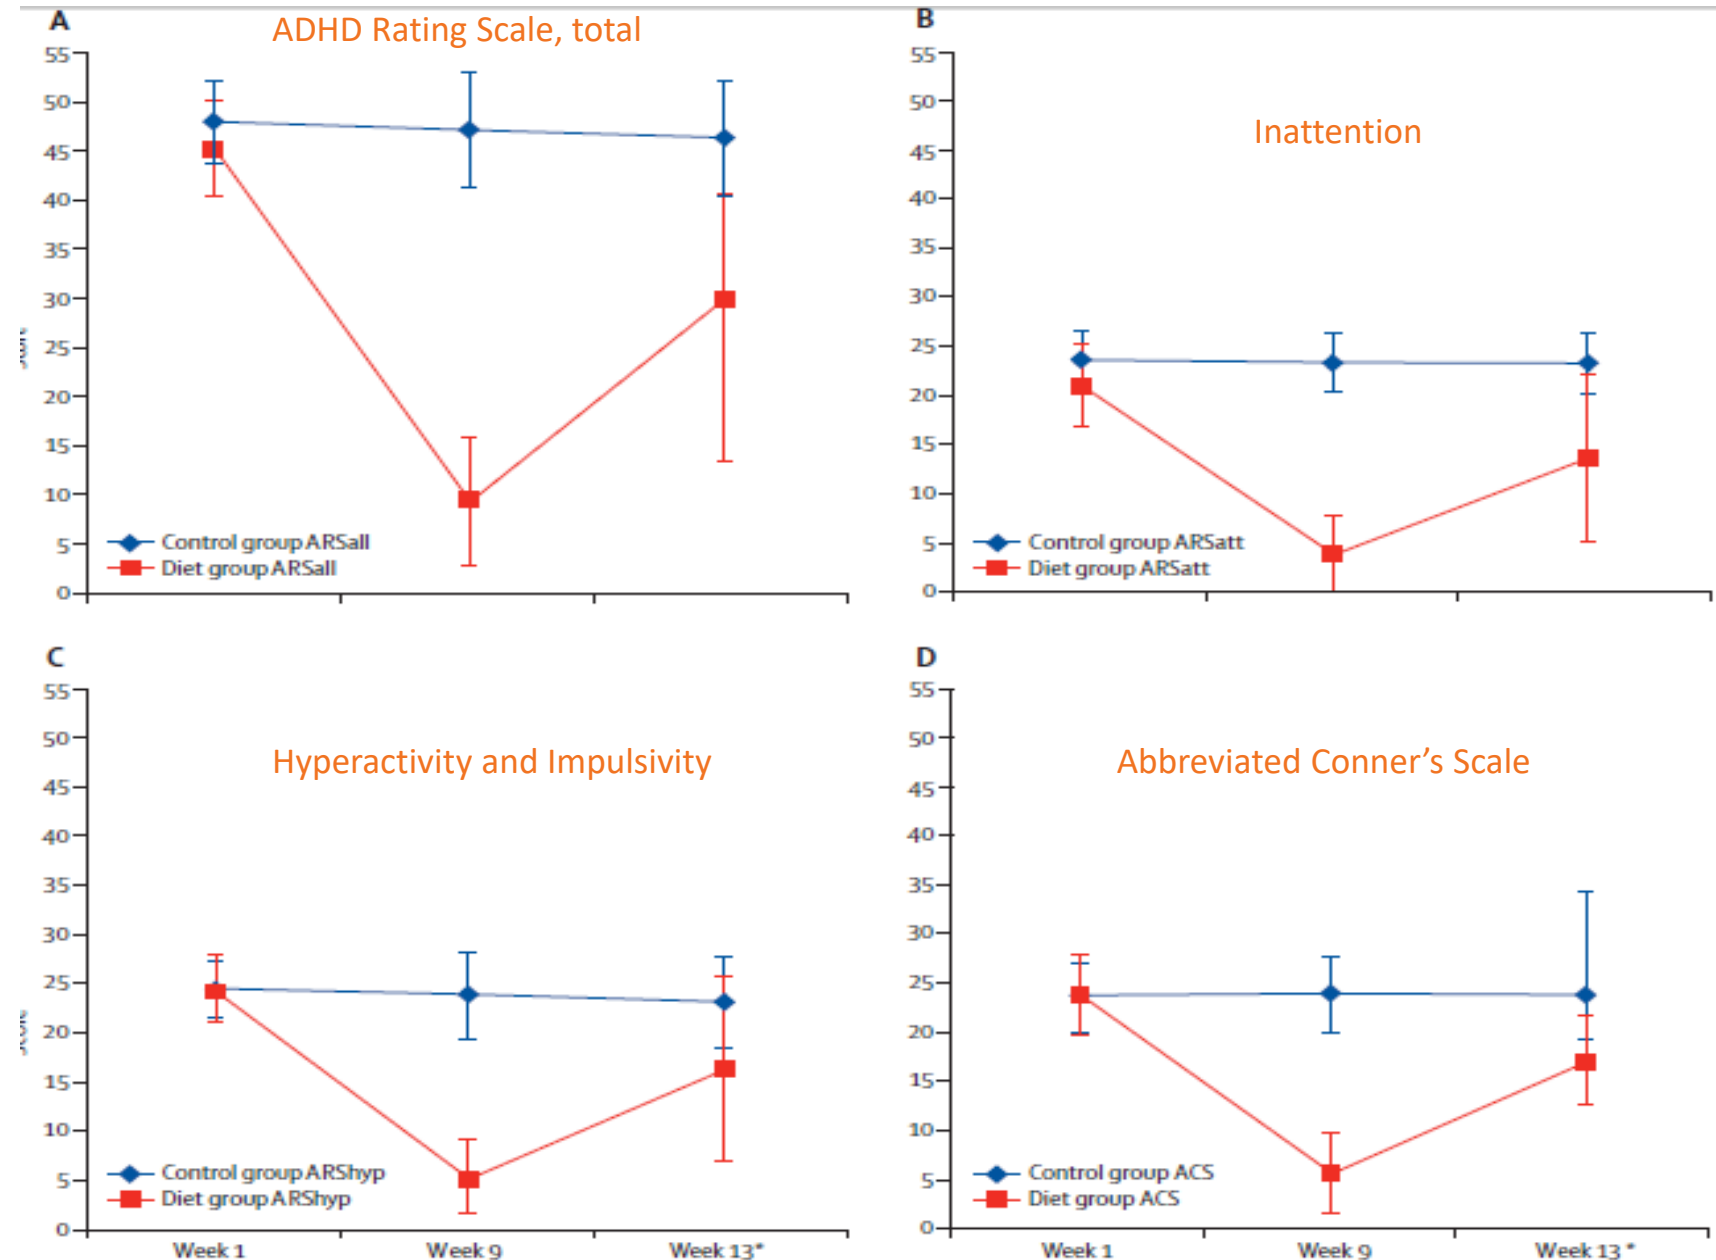 A
ADHD Rating Scale, total
55
50
45
40
35
30
25
20
15
10
5
0
Control group ARSall
Diet group ARSall
B
Inattention
55
50
45
40
35
30
25
20
15
10
5
0
Control group ARSatt
Diet group ARSatt
C
Hyperactivity and Impulsivity
55
50
45
40
35
30
25
20
15
10
5
0
Control group ARShyp
Diet group ARShyp
Week 1
Week 9
Week 13*
D
Abbreviated Conner’s Scale
55
50
45
40
35
30
25
20
15
10
5
0
Control group ACS
Diet group ACS
Week 1
Week 9
Week 13 *